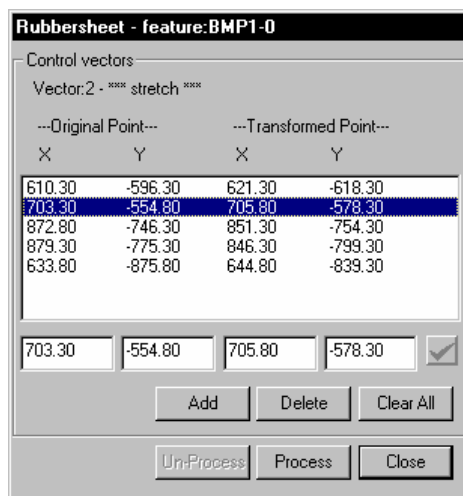 Rubbersheet - feature:BMP1-0
Control vectors
Vector:2 - *** stretch ***
---Original Point--- ---Transformed Point---
X Y X Y
610.30 -596.30 621.30 -618.30
703.30 -554.80 705.80 -578.30
872.80 -746.30 851.30 -754.30
879.30 -775.30 846.30 -799.30
633.80 -875.80 644.80 -839.30
703.30 -554.80 705.80 -578.30
Add Delete Clear All
Un-Process Process Close